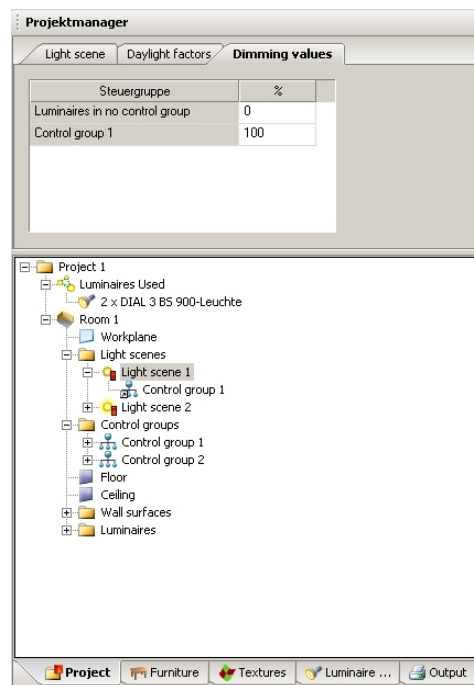 Projektmanager
Light scene Daylight factors Dimming values
Steuergruppe %
Luminaires in no control group 0
Control group 1 100
Project 1
Luminaires Used
2 x DIAL 3 BS 900-Leuchte
Room 1
Workplane
Light scenes
Light scene 1
Control group 1
Light scene 2
Control groups
Control group 1
Control group 2
Floor
Ceiling
Wall surfaces
Luminaires
Project Furniture Textures Luminaire ... Output